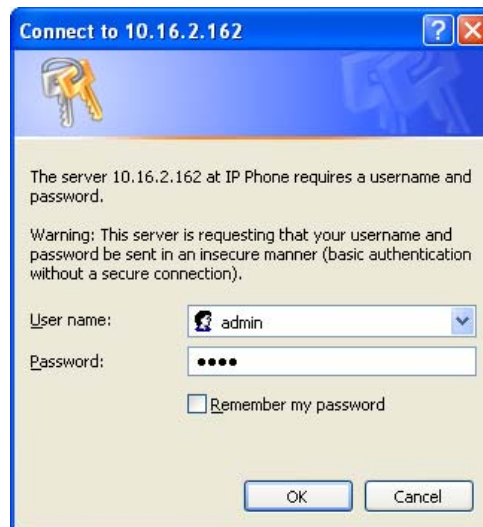 Connect to 10.16.2.162
The server 10.16.2.162 at IP Phone requires a username and
password.
Warning: This server is requesting that your username and
password be sent in an insecure manner (basic authentication
without a secure connection).
User name:
admin
Password:
••••
Remember my password
OK
Cancel